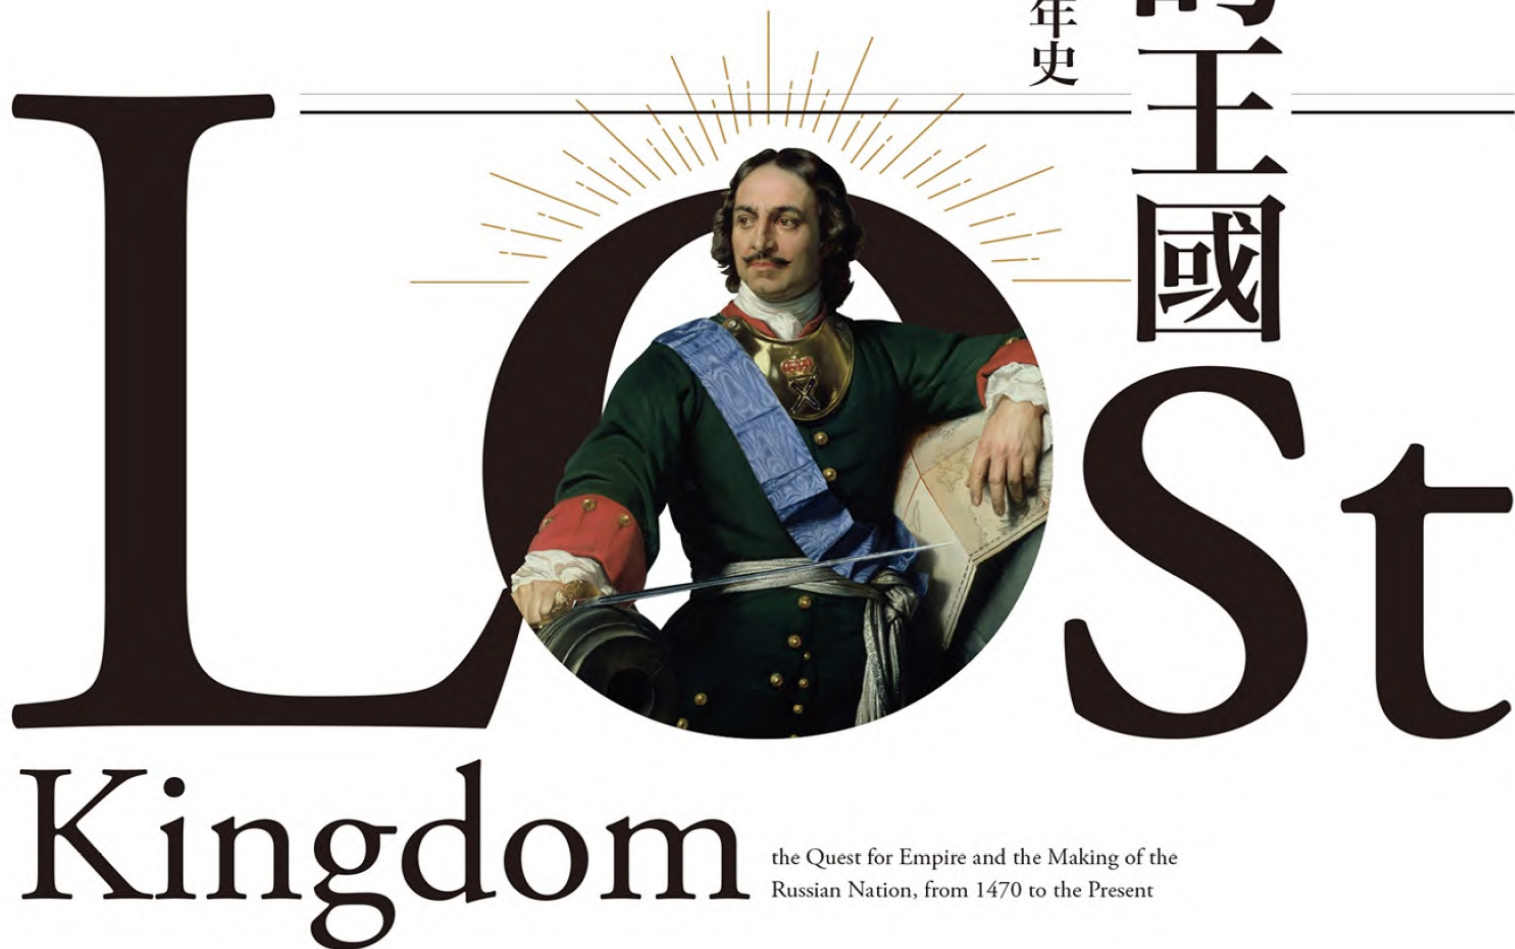 年史
王國
Lost
Kingdom
the Quest for Empire and the Making of the
Russian Nation, from 1470 to the Present